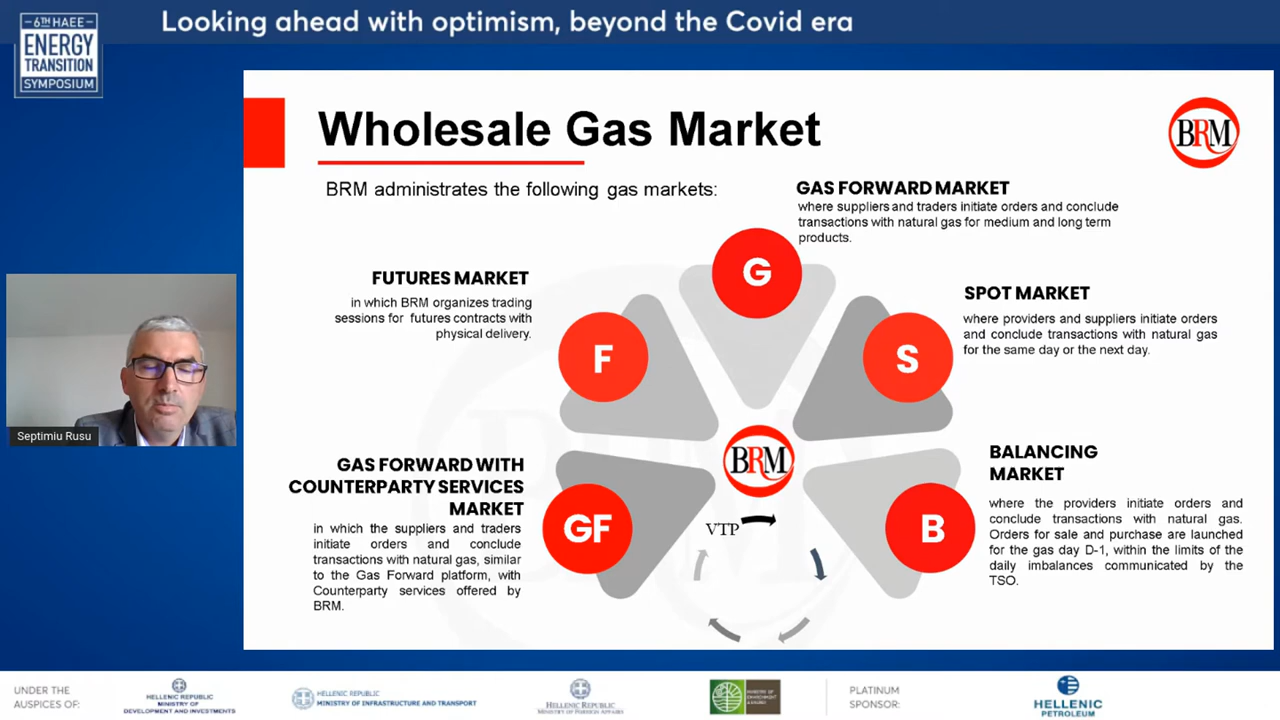 Looking ahead with optimism, beyond the Covid era
6TH HAEE
ENERGY
TRANSITION
SYMPOSIUM
Wholesale Gas Market
BRM
BRM administrates the following gas markets:
GAS FORWARD MARKET
where suppliers and traders initiate orders and conclude
transactions with natural gas for medium and long term
products.
G
FUTURES MARKET
in which BRM organizes trading
sessions for futures contracts with
physical delivery.
F
SPOT MARKET
where providers and suppliers initiate orders
and conclude transactions with natural gas
for the same day or the next day.
S
Septimiu Rusu
GAS FORWARD WITH
COUNTERPARTY SERVICES
MARKET
in which the suppliers and traders
initiate orders and conclude
transactions with natural gas, similar
to the Gas Forward platform, with
Counterparty services offered by
BRM.
GF
BRM
VTP
BALANCING
MARKET
where the providers initiate orders and
conclude transactions with natural gas.
Orders for sale and purchase are launched
for the gas day D-1, within the limits of the
daily imbalances communicated by the
TSO.
B
UNDER THE
AUSPICES OF:
HELLENIC REPUBLIC
MINISTRY OF
DEVELOPMENT AND INVESTMENTS
HELLENIC REPUBLIC
MINISTRY OF INFRASTRUCTURE AND TRANSPORT
HELLENIC REPUBLIC
MINISTRY OF FOREIGN AFFAIRS
MINISTRY OF
ENVIRONMENT
& ENERGY
PLATINUM
SPONSOR:
HELLENIC
PETROLEUM